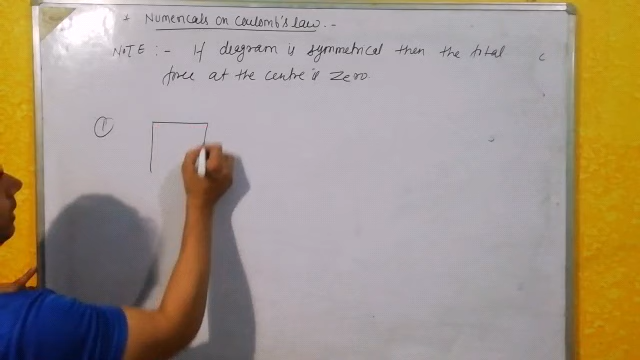 * Numericals on Coulomb's law. -
NOTE :- If diagram is symmetrical then the total
force at the centre is Zero.
①